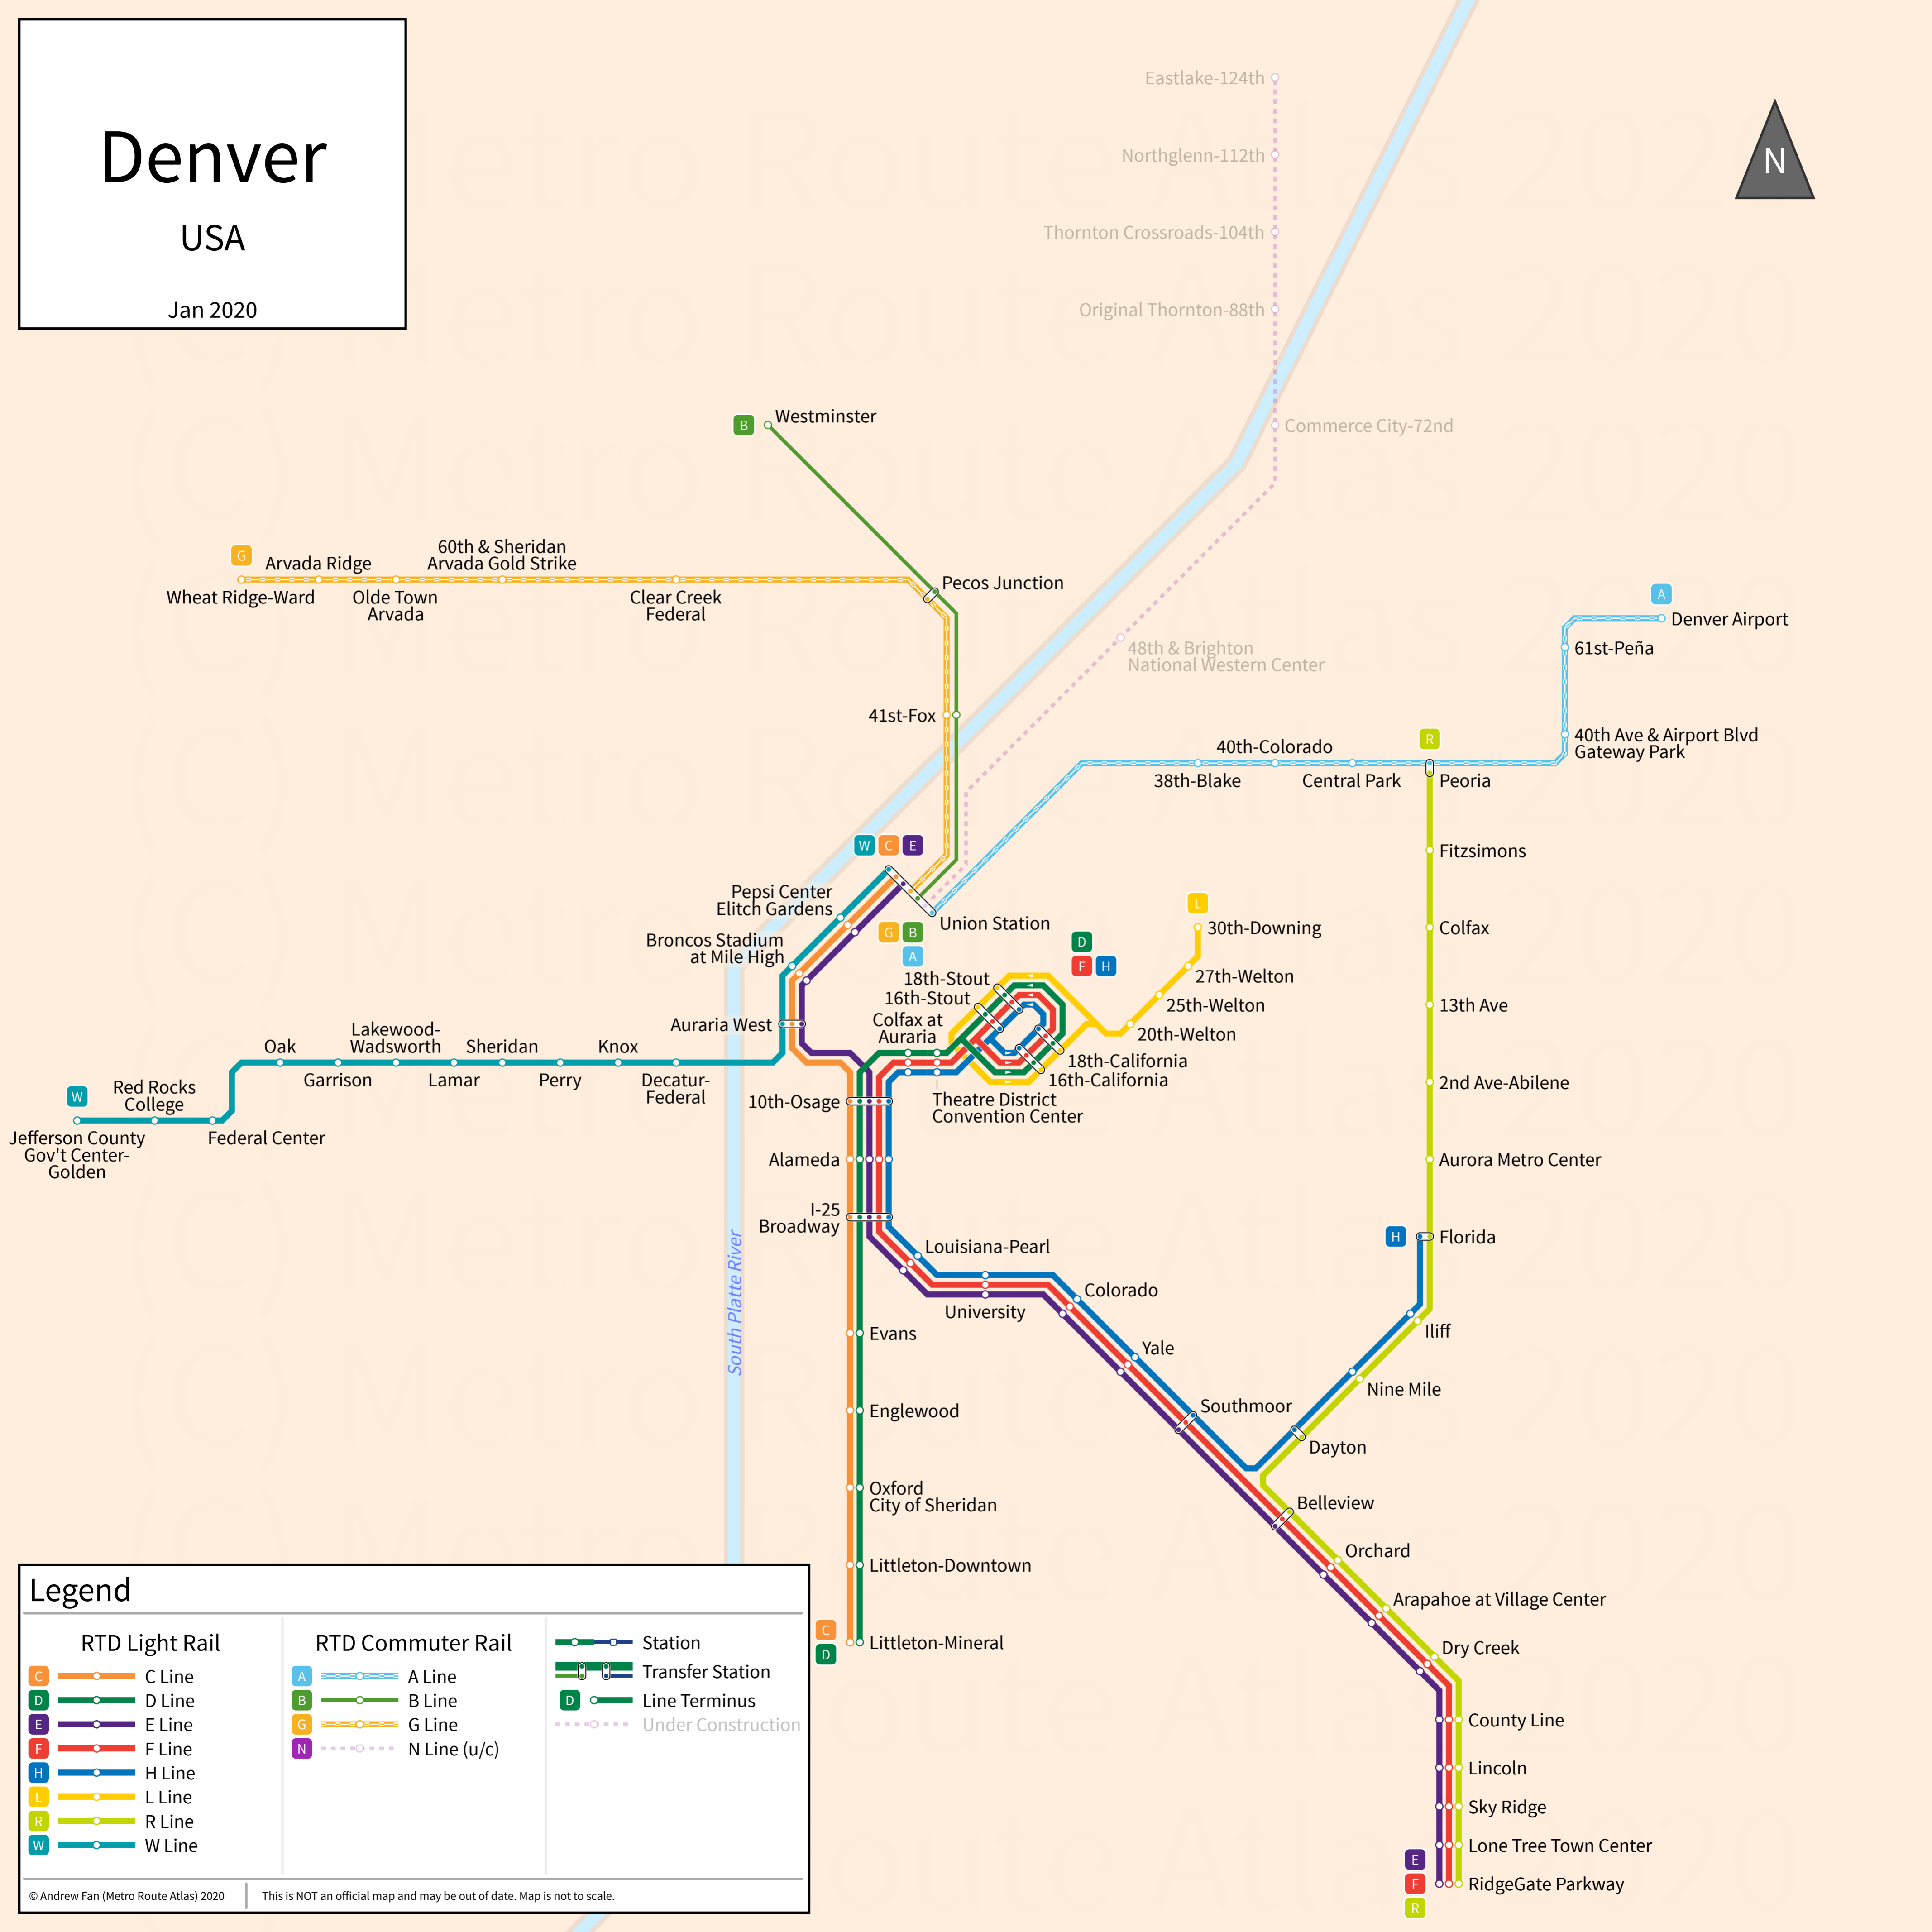 Denver
USA
Jan 2020
N
Eastlake-124th
Northglenn-112th
Thornton Crossroads-104th
Original Thornton-88th
Commerce City-72nd
48th & Brighton
National Western Center
B
Westminster
G
Arvada Ridge
60th & Sheridan
Arvada Gold Strike
Wheat Ridge-Ward
Olde Town
Arvada
Clear Creek
Federal
Pecos Junction
41st-Fox
A
Denver Airport
61st-Peña
40th Ave & Airport Blvd
Gateway Park
R
40th-Colorado
38th-Blake
Central Park
Peoria
Fitzsimons
Colfax
13th Ave
2nd Ave-Abilene
Aurora Metro Center
H
Florida
Iliff
Nine Mile
Dayton
W C E
Pepsi Center
Elitch Gardens
Union Station
G B
A
Broncos Stadium
at Mile High
Auraria West
L
30th-Downing
27th-Welton
25th-Welton
20th-Welton
D
F H
18th-Stout
16th-Stout
Colfax at
Auraria
18th-California
16th-California
Theatre District
Convention Center
Oak
Lakewood-
Wadsworth
Sheridan
Knox
Garrison
Lamar
Perry
Decatur-
Federal
W
Red Rocks
College
Jefferson County
Gov't Center-
Golden
Federal Center
10th-Osage
Alameda
I-25
Broadway
South Platte River
Louisiana-Pearl
University
Colorado
Yale
Southmoor
Belleview
Orchard
Arapahoe at Village Center
Dry Creek
County Line
Lincoln
Sky Ridge
Lone Tree Town Center
RidgeGate Parkway
E
F
R
Evans
Englewood
Oxford
City of Sheridan
Littleton-Downtown
Littleton-Mineral
C
D
Legend
RTD Light Rail
C C Line
D D Line
E E Line
F F Line
H H Line
L L Line
R R Line
W W Line
RTD Commuter Rail
A A Line
B B Line
G G Line
N N Line (u/c)
Station
Transfer Station
D Line Terminus
Under Construction
© Andrew Fan (Metro Route Atlas) 2020
This is NOT an official map and may be out of date. Map is not to scale.